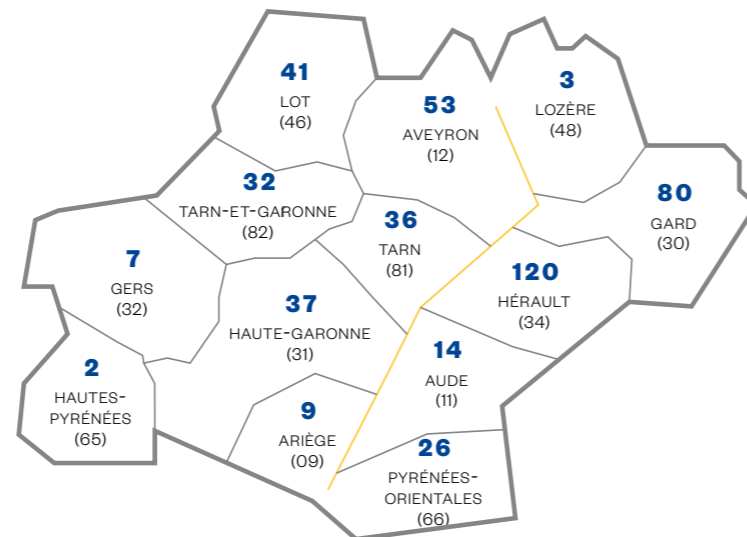 41
LOT
(46)
53
AVEYRON
(12)
3
LOZÈRE
(48)
32
TARN-ET-GARONNE
(82)
36
TARN
(81)
80
GARD
(30)
7
GERS
(32)
37
HAUTE-GARONNE
(31)
120
HÉRAULT
(34)
2
HAUTES-
PYRÉNÉES
(65)
9
ARIÈGE
(09)
14
AUDE
(11)
26
PYRÉNÉES-
ORIENTALES
(66)